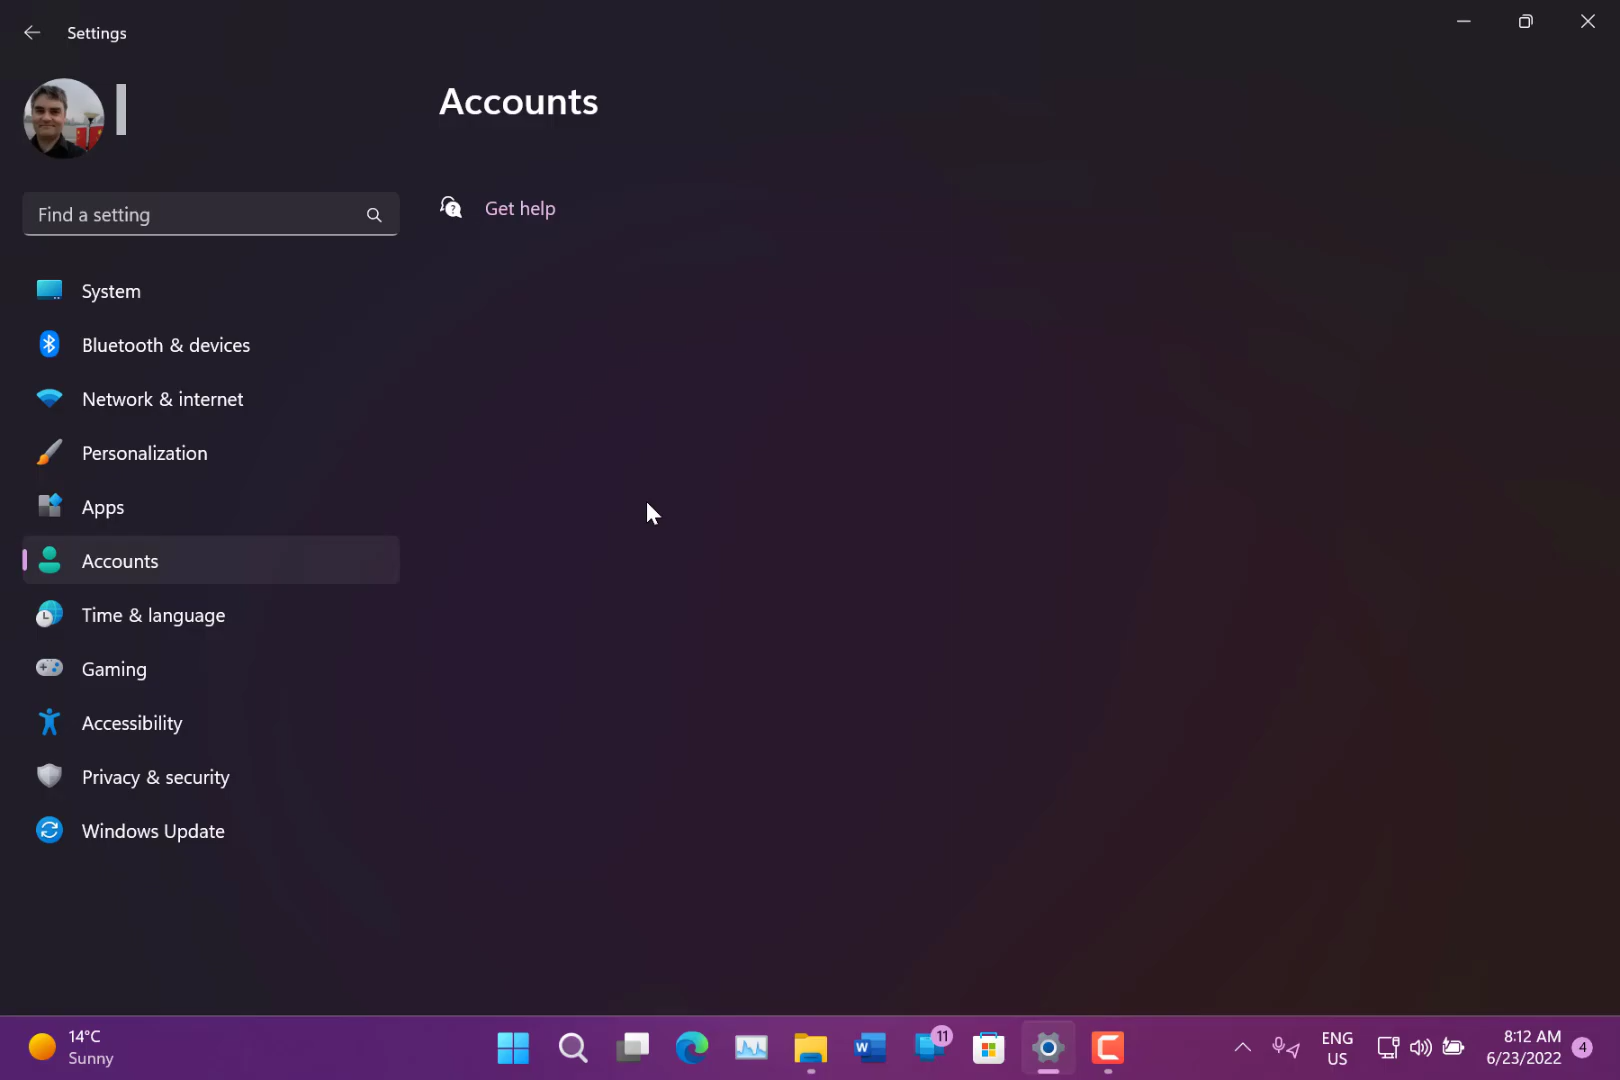 Settings
Accounts
Find a setting
Get help
System
Bluetooth & devices
Network & internet
Personalization
Apps
Accounts
Time & language
Gaming
Accessibility
Privacy & security
Windows Update
14°C
Sunny
W
11
ENG
US
8:12 AM
6/23/2022
4